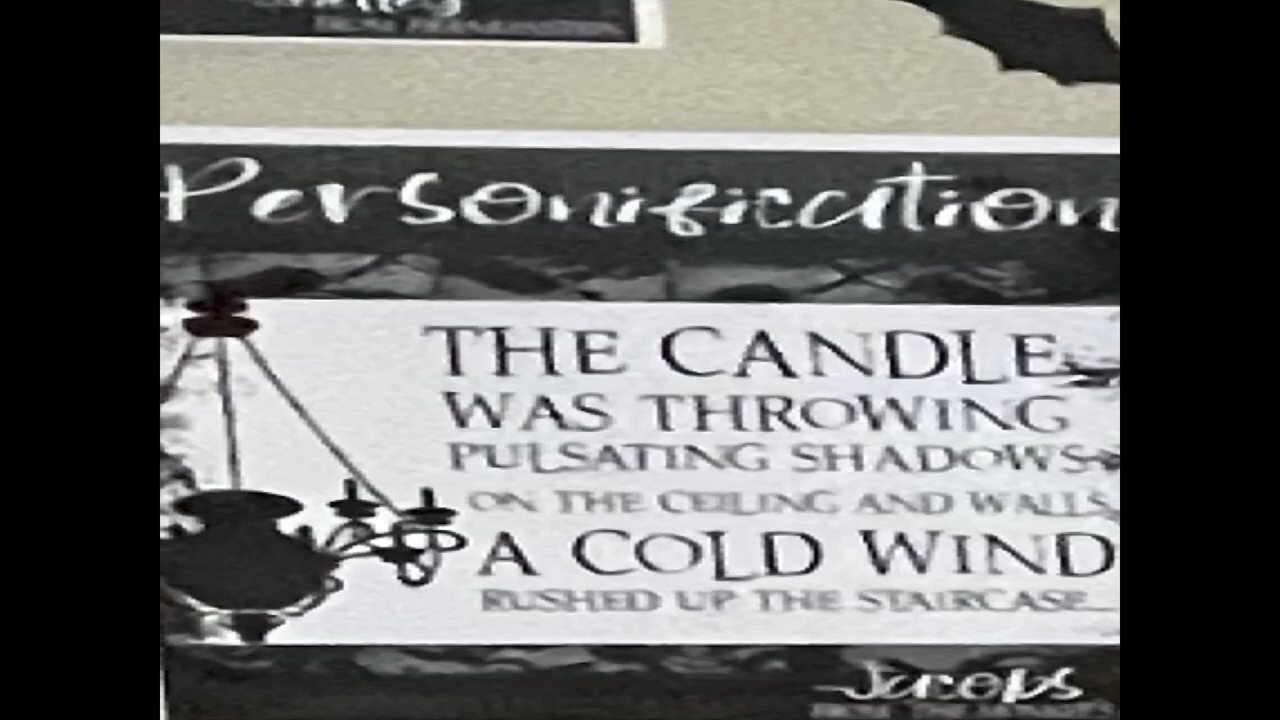 Personification
THE CANDLE
WAS THROWING
PULSATING SHADOWS
ON THE CEILING AND WALLS
A COLD WIND
RUSHED UP THE STAIRCASE
Jacobs